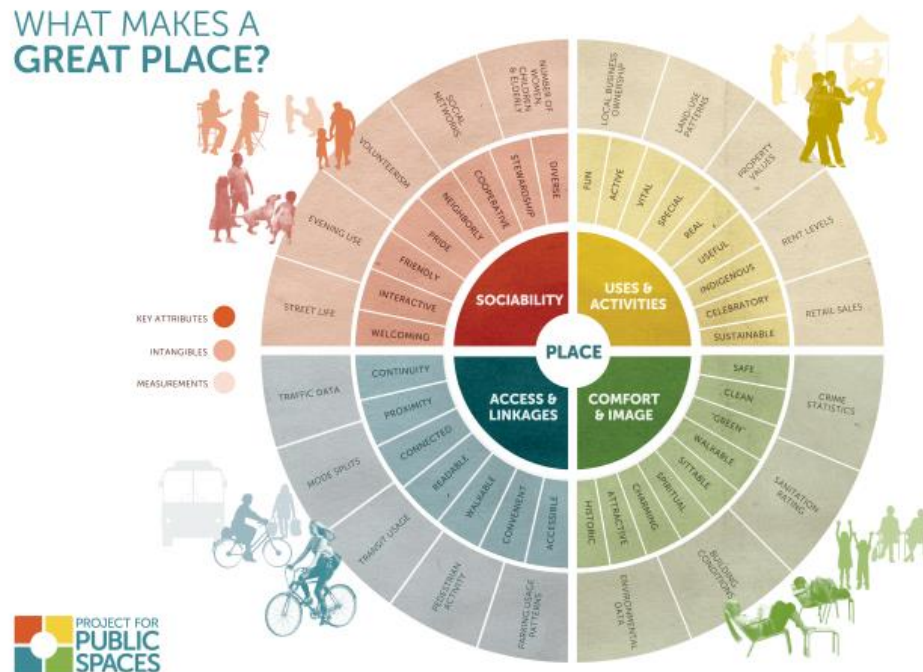 WHAT MAKES A
GREAT PLACE?
KEY ATTRIBUTES
INTANGIBLES
MEASUREMENTS
PLACE
SOCIABILITY
WELCOMING
INTERACTIVE
FRIENDLY
PRIDE
NEIGHBORLY
COOPERATIVE
STEWARDSHIP
DIVERSE
STREET LIFE
EVENING USE
VOLUNTEERISM
SOCIAL
NETWORKS
NUMBER OF
WOMEN,
CHILDREN
& ELDERLY
USES &
ACTIVITIES
FUN
ACTIVE
VITAL
SPECIAL
REAL
USEFUL
INDIGENOUS
CELEBRATORY
SUSTAINABLE
LOCAL BUSINESS
OWNERSHIP
LAND-USE
PATTERNS
PROPERTY
VALUES
RENT LEVELS
RETAIL SALES
COMFORT
& IMAGE
SAFE
CLEAN
"GREEN"
WALKABLE
SITTABLE
SPIRITUAL
CHARMING
ATTRACTIVE
HISTORIC
CRIME
STATISTICS
SANITATION
RATING
BUILDING
CONDITIONS
ENVIRONMENTAL
DATA
ACCESS &
LINKAGES
CONTINUITY
PROXIMITY
CONNECTED
READABLE
WALKABLE
CONVENIENT
ACCESSIBLE
TRAFFIC DATA
MODE SPLITS
TRANSIT USAGE
PEDESTRIAN
ACTIVITY
PARKING USAGE
PATTERNS
PROJECT FOR
PUBLIC
SPACES